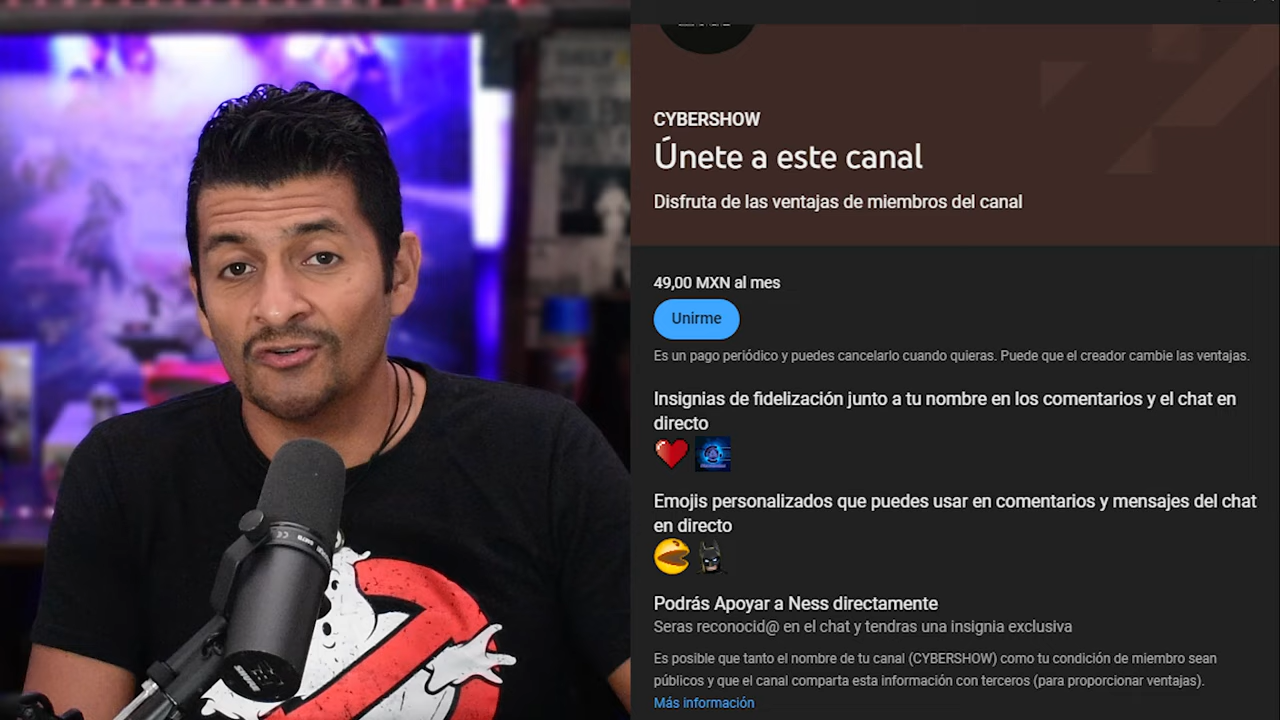 CYBERSHOW
Únete a este canal
Disfruta de las ventajas de miembros del canal
49,00 MXN al mes
Unirme
Es un pago periódico y puedes cancelarlo cuando quieras. Puede que el creador cambie las ventajas.
Insignias de fidelización junto a tu nombre en los comentarios y el chat en
directo
Emojis personalizados que puedes usar en comentarios y mensajes del chat
en directo
Podrás Apoyar a Ness directamente
Seras reconocid@ en el chat y tendras una insignia exclusiva
Es posible que tanto el nombre de tu canal (CYBERSHOW) como tu condición de miembro sean
públicos y que el canal comparta esta información con terceros (para proporcionar ventajas).
Más información